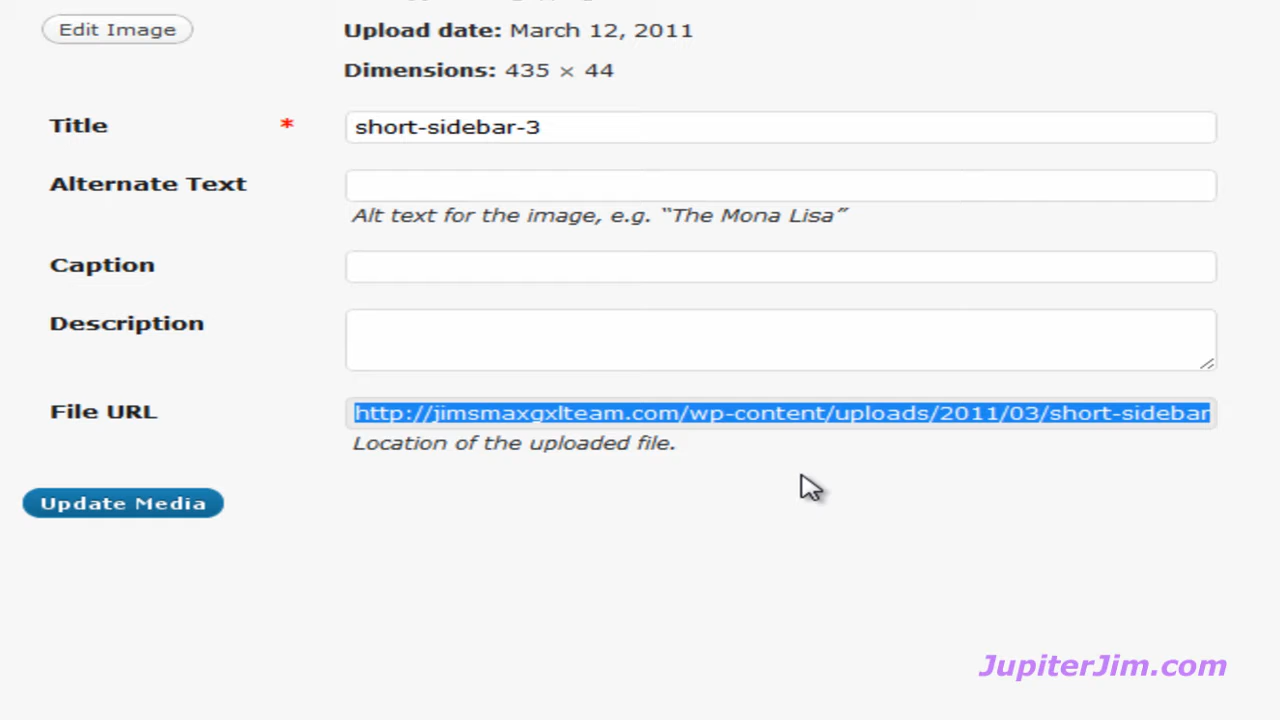 Edit Image
Upload date: March 12, 2011
Dimensions: 435 × 44
Title * short-sidebar-3
Alternate Text
Alt text for the image, e.g. “The Mona Lisa”
Caption
Description
File URL http://jimsmaxgxlteam.com/wp-content/uploads/2011/03/short-sidebar
Location of the uploaded file.
Update Media
JupiterJim.com